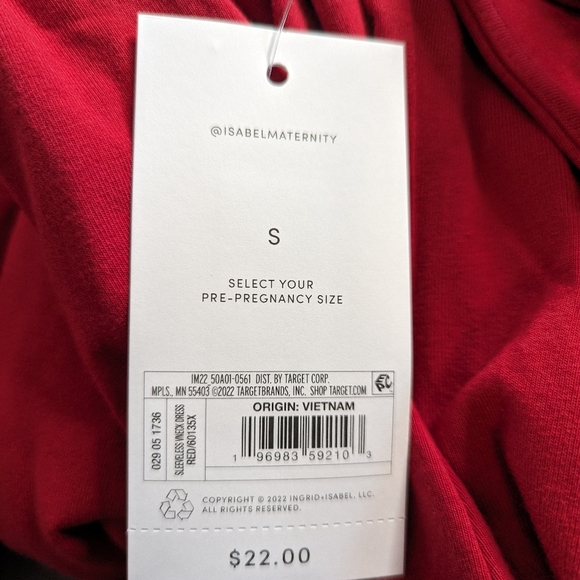 @ISABELMATERNITY
S
SELECT YOUR
PRE-PREGNANCY SIZE
IM22 50A01-0561 DIST. BY TARGET CORP.
MPLS., MN 55403 ©2022 TARGETBRANDS, INC. SHOP TARGET.COM
029 05 1736
SLEEVELESS VNECK DRESS
RED/60135X
ORIGIN: VIETNAM
1 96983 59210 3
COPYRIGHT © 2022 INGRID+ISABEL, LLC.
ALL RIGHTS RESERVED.
$22.00